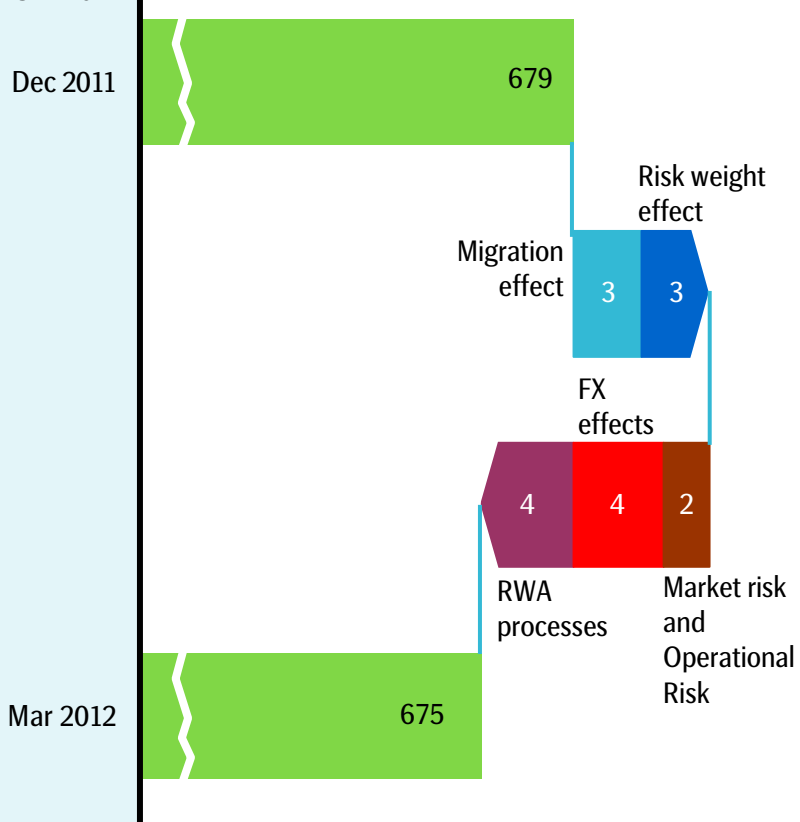 Dec 2011
679
Risk weight
effect
Migration
effect
3
3
FX
effects
4
4
2
RWA
processes
Market risk
and
Operational
Risk
Mar 2012
675